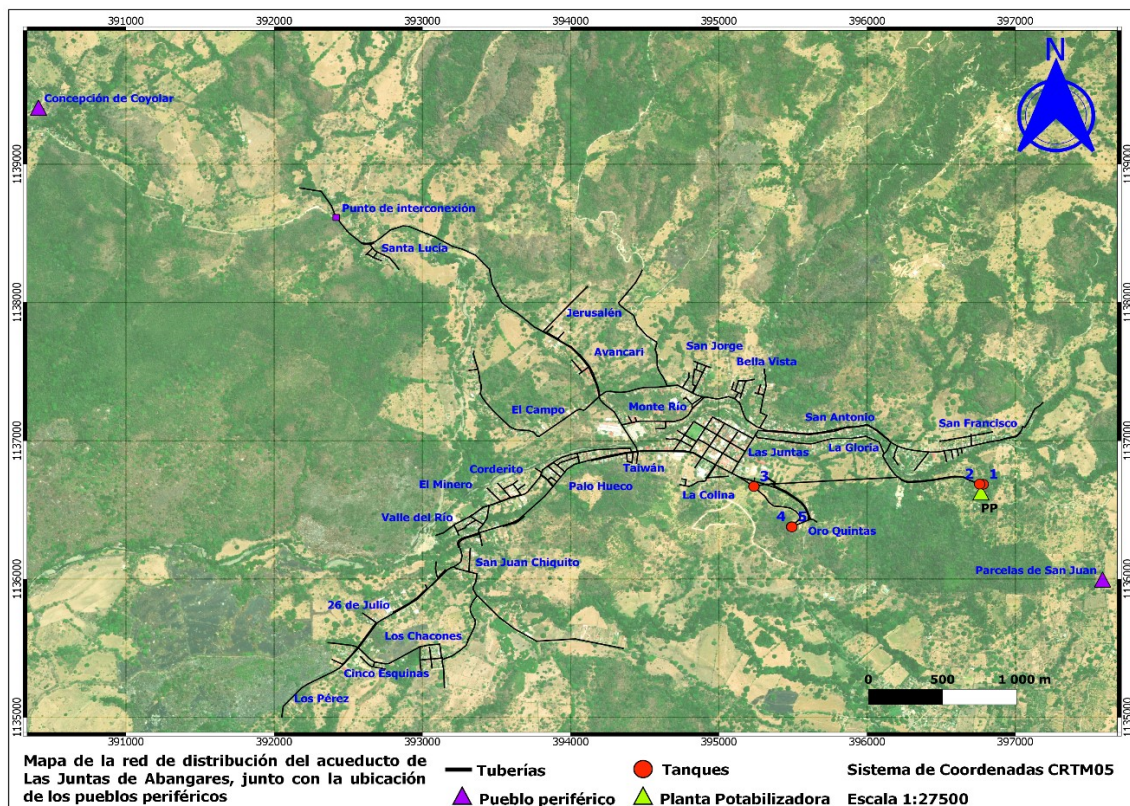 391000 392000 393000 394000 395000 396000 397000
N
Concepción de Coyolar
1139000 1139000
Punto de interconexión
Santa Lucía
1138000 1138000
Jerusalén
San Jorge
Avancari
Bella Vista
El Campo
Monte Río
San Antonio
San Francisco
1137000 1137000
Las Juntas
La Gloria
Corderito
Taiwán
El Minero
Palo Hueco
La Colina
3
2 1
PP
Valle del Río
4 5
Oro Quintas
San Juan Chiquito
Parcelas de San Juan
1136000 1136000
26 de Julio
Los Chacones
Cinco Esquinas
Los Pérez
0 500 1 000 m
1135000 1135000
391000 392000 393000 394000 395000 396000 397000
Mapa de la red de distribución del acueducto de
Las Juntas de Abangares, junto con la ubicación
de los pueblos periféricos
Tuberías
Tanques
Sistema de Coordenadas CRTM05
Pueblo periférico
Planta Potabilizadora
Escala 1:27500